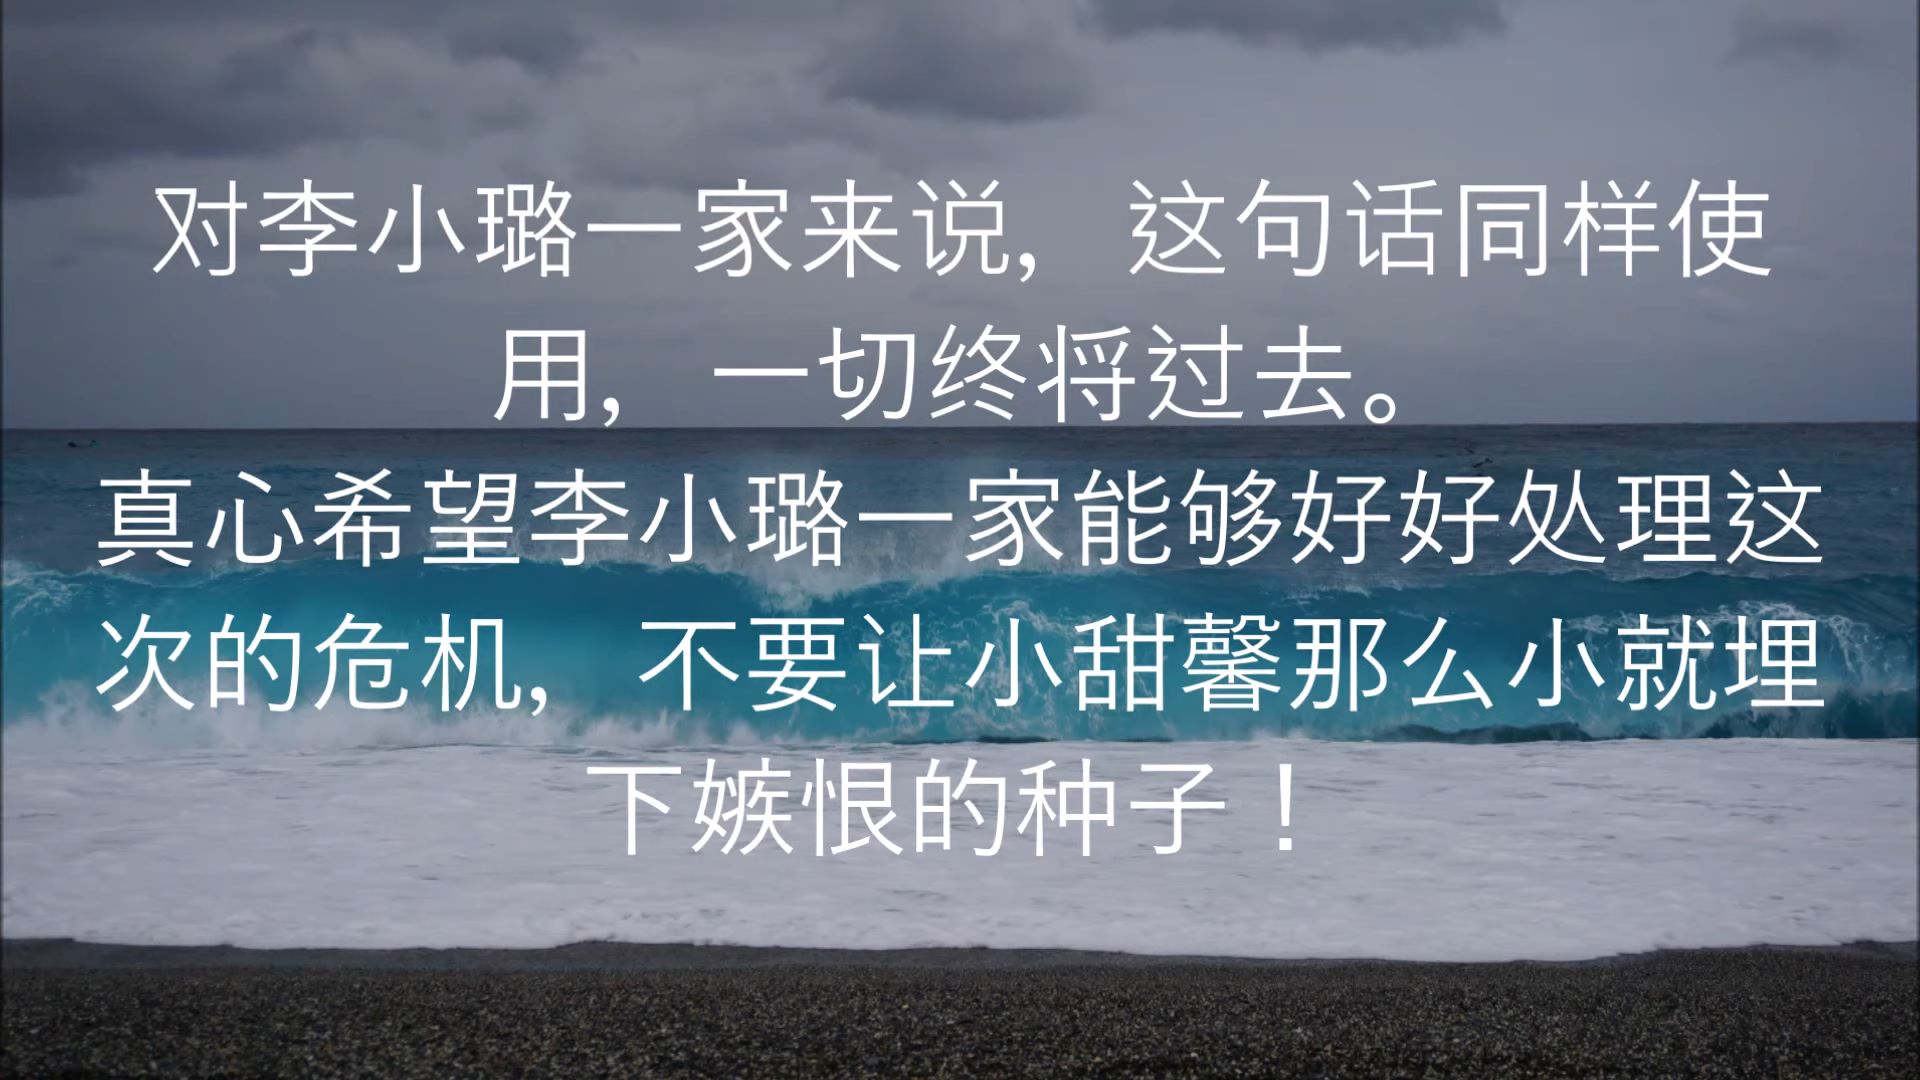 对李小璐一家来说，这句话同样使
用，一切终将过去。
真心希望李小璐一家能够好好处理这
次的危机，不要让小甜馨那么小就埋
下嫉恨的种子！